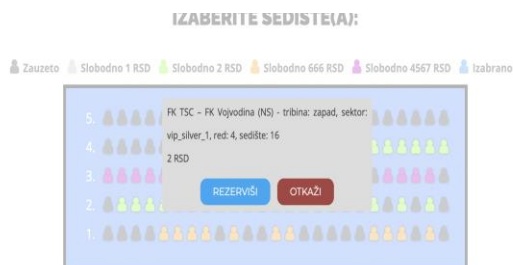 IZABERITE SEDIŠTE(A):
Zauzeto Slobodno 1 RSD Slobodno 2 RSD Slobodno 666 RSD Slobodno 4567 RSD Izabrano
5.
FK TSC – FK Vojvodina (NS) - tribina: zapad, sektor:
4.
vip_silver_1, red: 4, sedište: 16
2 RSD
3.
REZERVIŠI OTKAŽI
2.
1.